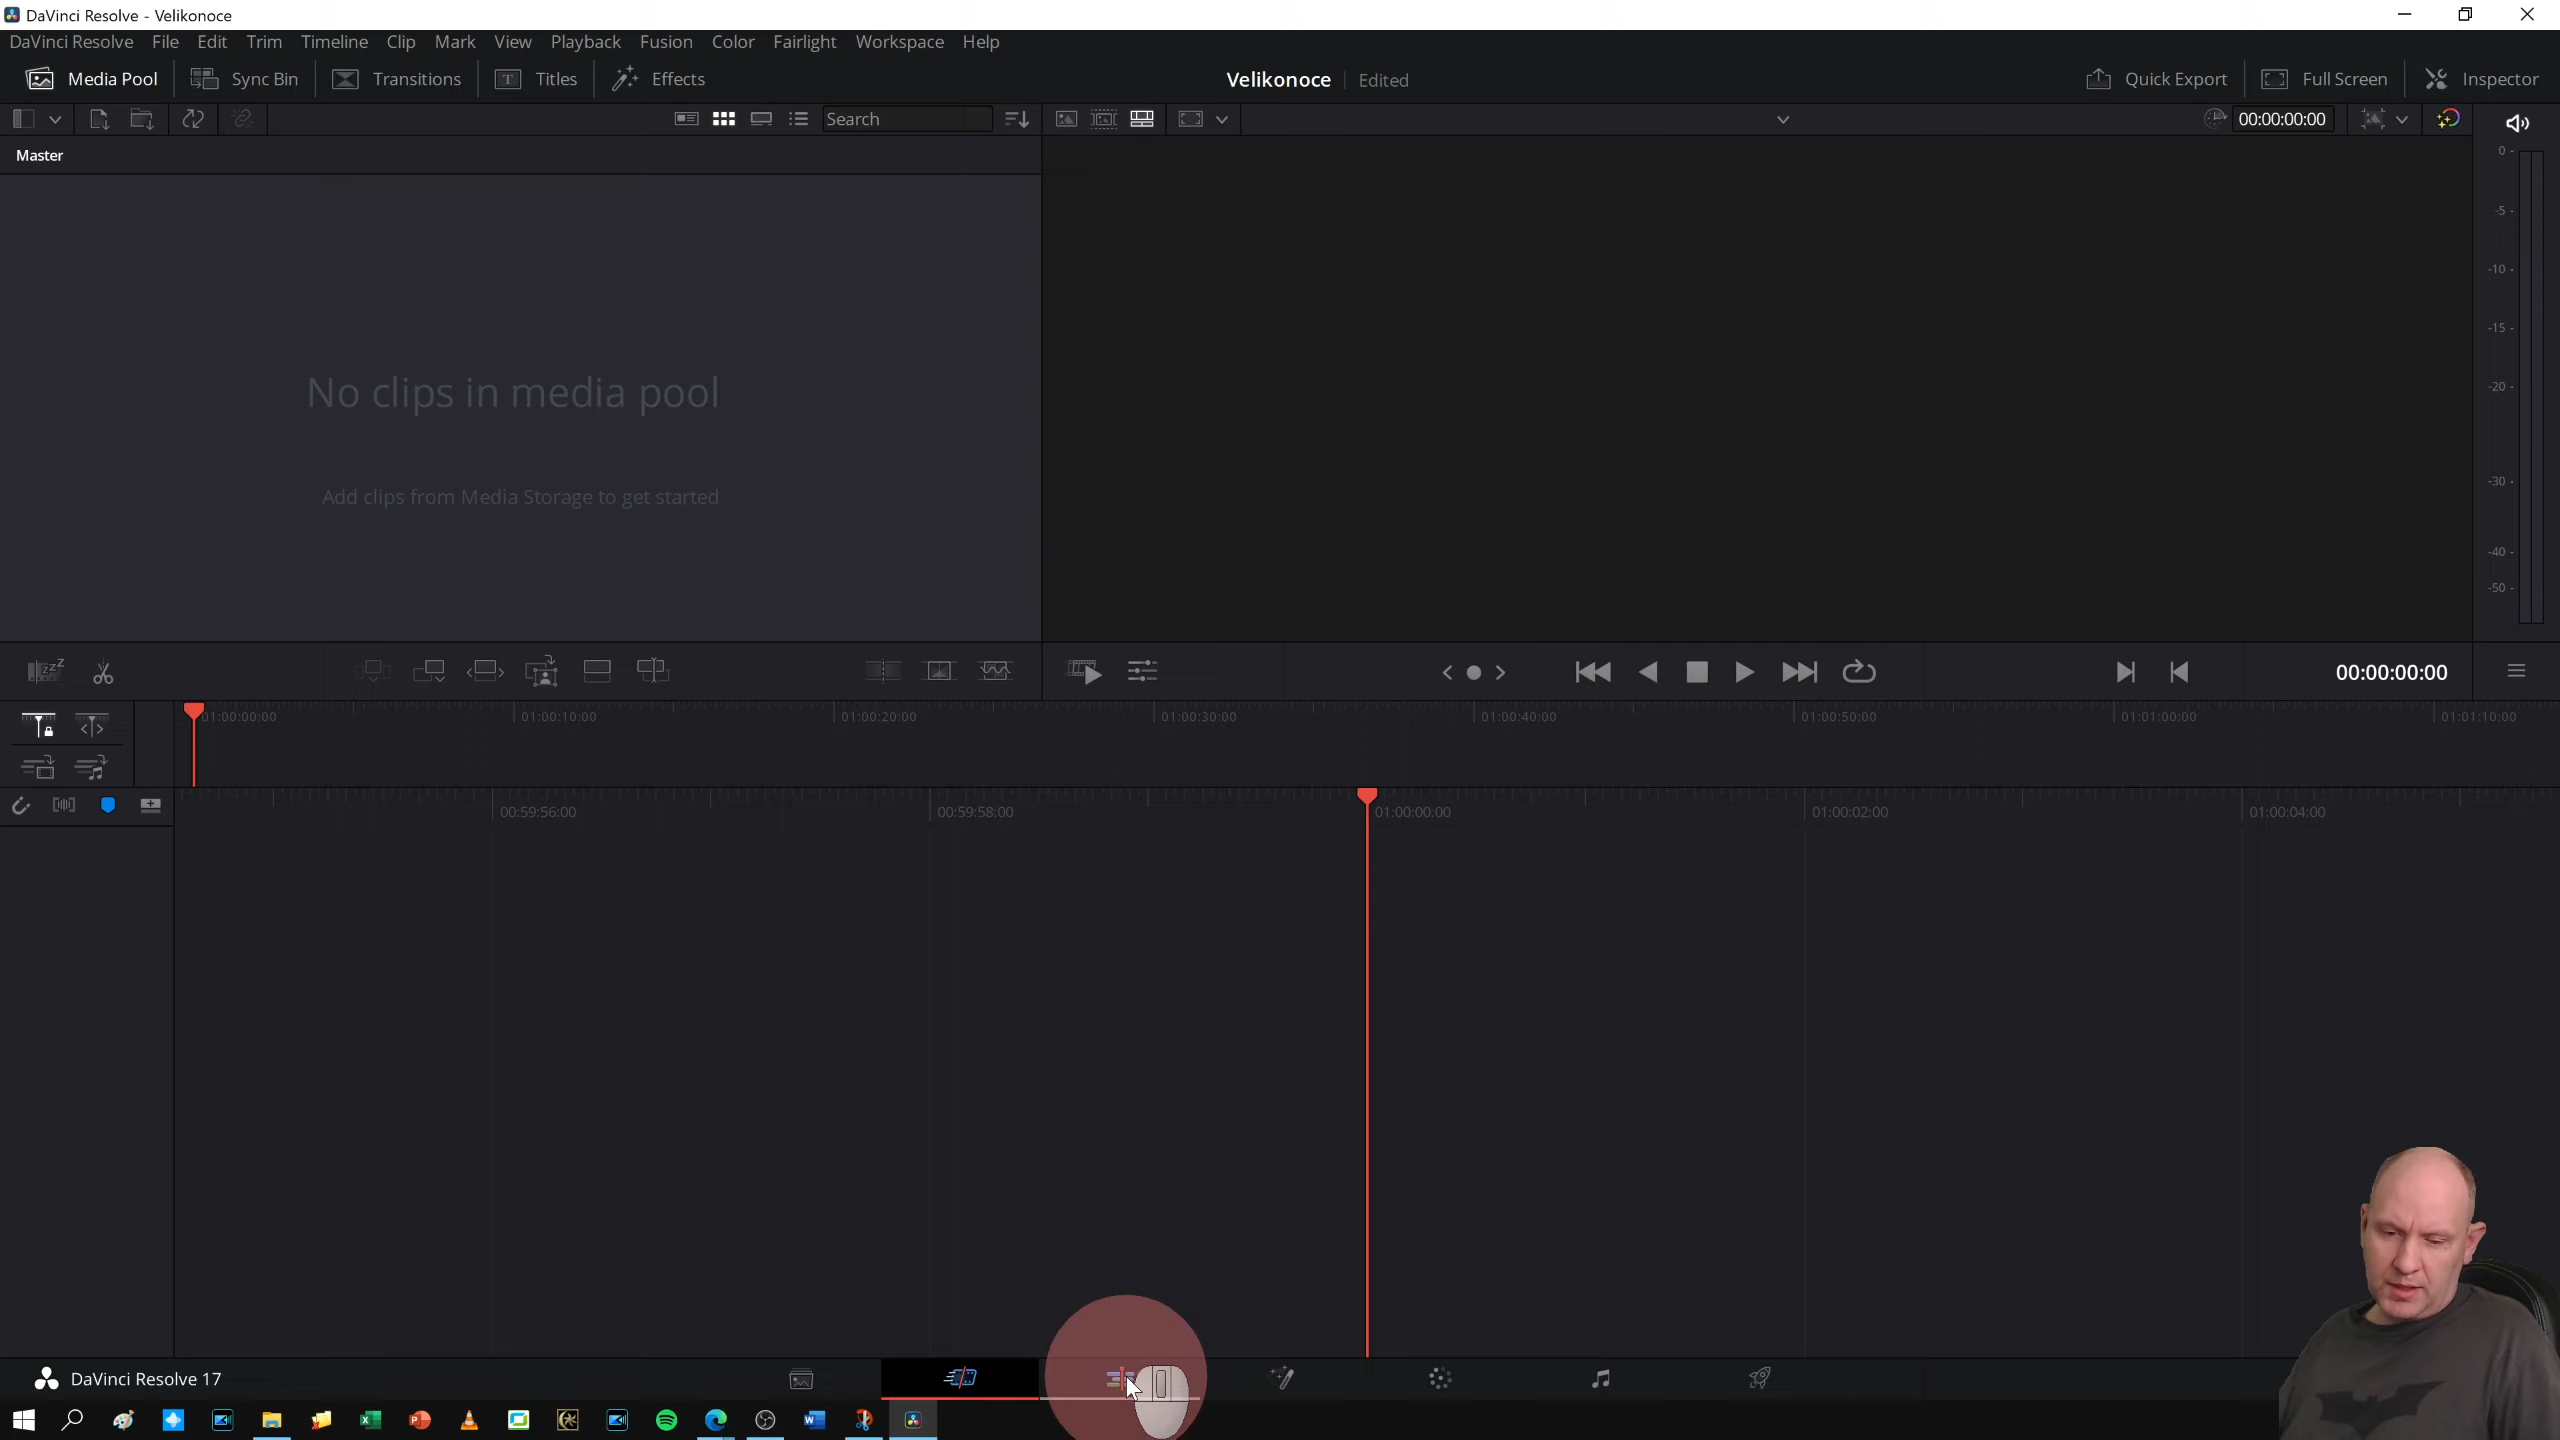 DaVinci Resolve - Velikonoce
DaVinci Resolve File Edit Trim Timeline Clip Mark View Playback Fusion Color Fairlight Workspace Help
Media Pool Sync Bin Transitions T Titles Effects Velikonoce Edited Quick Export Full Screen Inspector
Search 00:00:00:00
Master
0 -
-5 -
-10 -
-15 -
-20 -
-30 -
-40 -
-50 -
No clips in media pool
Add clips from Media Storage to get started
00:00:00:00
01:00:00:00 01:00:10:00 01:00:20:00 01:00:30:00 01:00:40:00 01:00:50:00 01:01:00:00 01:01:10:00
00:59:56:00 00:59:58:00 01:00:00:00 01:00:02:00 01:00:04:00
DaVinci Resolve 17